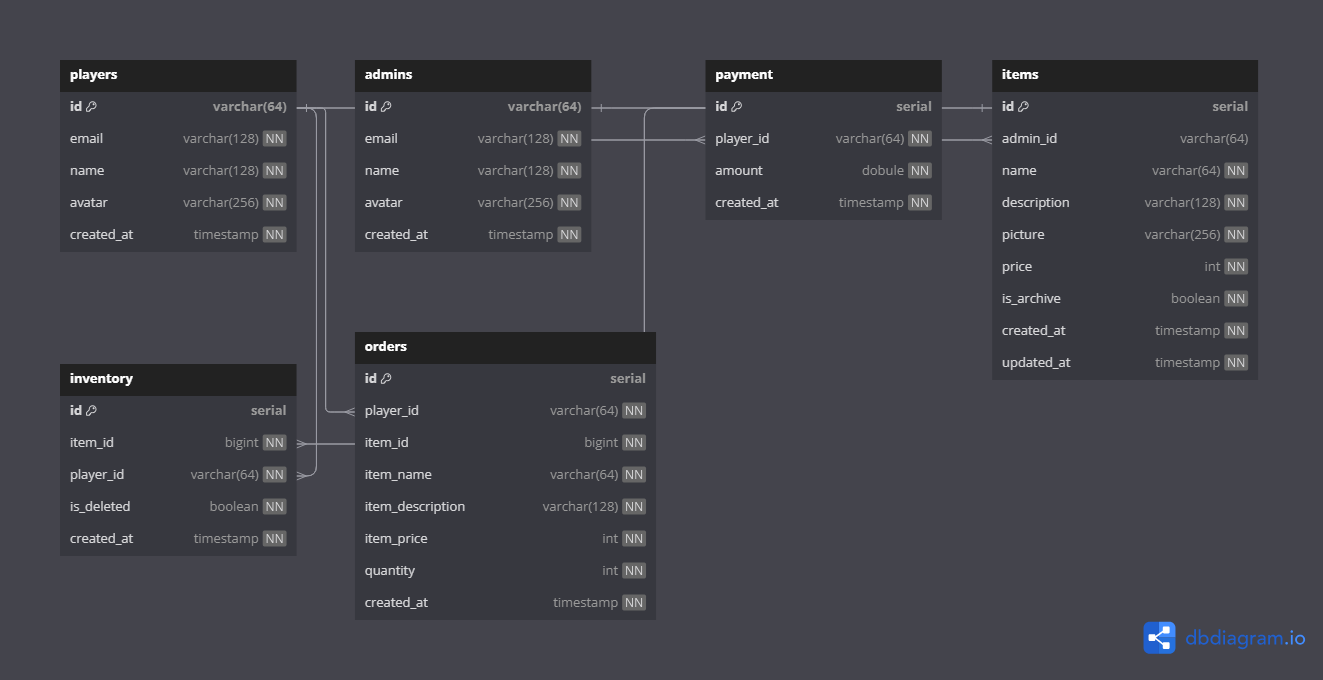 players
id varchar(64)
email varchar(128) NN
name varchar(128) NN
avatar varchar(256) NN
created_at timestamp NN
admins
id varchar(64)
email varchar(128) NN
name varchar(128) NN
avatar varchar(256) NN
created_at timestamp NN
payment
id serial
player_id varchar(64) NN
amount dobule NN
created_at timestamp NN
items
id serial
admin_id varchar(64)
name varchar(64) NN
description varchar(128) NN
picture varchar(256) NN
price int NN
is_archive boolean NN
created_at timestamp NN
updated_at timestamp NN
inventory
id serial
item_id bigint NN
player_id varchar(64) NN
is_deleted boolean NN
created_at timestamp NN
orders
id serial
player_id varchar(64) NN
item_id bigint NN
item_name varchar(64) NN
item_description varchar(128) NN
item_price int NN
quantity int NN
created_at timestamp NN
dbdiagram.io